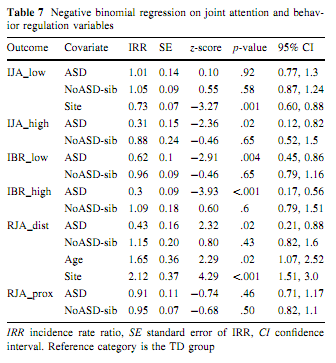 Table 7 Negative binomial regression on joint attention and behav-
ior regulation variables
Outcome Covariate IRR SE z-score p-value 95% CI
IJA_low ASD 1.01 0.14 0.10 .92 0.77, 1.3
NoASD-sib 1.05 0.09 0.55 .58 0.87, 1.24
Site 0.73 0.07 −3.27 .001 0.60, 0.88
IJA_high ASD 0.31 0.15 −2.36 .02 0.12, 0.82
NoASD-sib 0.88 0.24 −0.46 .65 0.52, 1.5
IBR_low ASD 0.62 0.1 −2.91 .004 0.45, 0.86
NoASD-sib 0.96 0.09 −0.46 .65 0.79, 1.16
IBR_high ASD 0.3 0.09 −3.93 <.001 0.17, 0.56
NoASD-sib 1.09 0.18 0.60 .6 0.79, 1.51
RJA_dist ASD 0.43 0.16 2.32 .02 0.21, 0.88
NoASD-sib 1.15 0.20 0.80 .43 0.82, 1.6
Age 1.65 0.36 2.29 .02 1.07, 2.52
Site 2.12 0.37 4.29 <.001 1.51, 3.0
RJA_prox ASD 0.91 0.11 −0.74 .46 0.71, 1.17
NoASD-sib 0.95 0.07 −0.68 .50 0.82, 1.1
IRR incidence rate ratio, SE standard error of IRR, CI confidence
interval. Reference category is the TD group